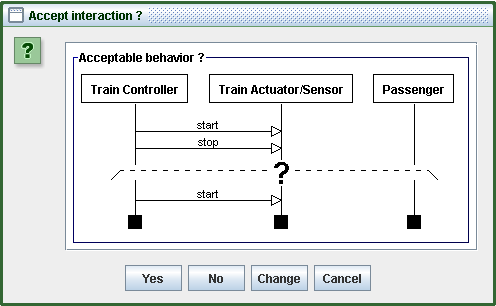 Accept interaction ?
?
Acceptable behavior ?
Train Controller Train Actuator/Sensor Passenger
start
stop
?
start
Yes No Change Cancel